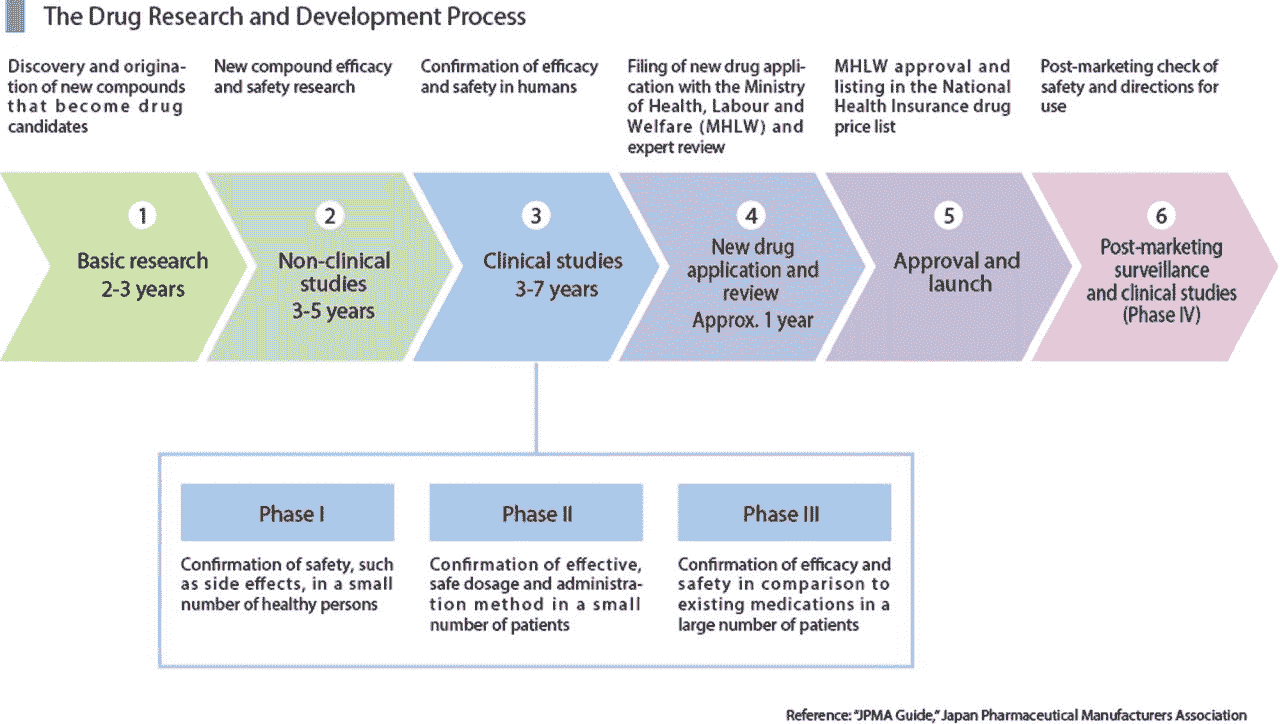 The Drug Research and Development Process
Discovery and origina-
tion of new compounds
that become drug
candidates
New compound efficacy
and safety research
Confirmation of efficacy
and safety in humans
Filing of new drug appli-
cation with the Ministry
of Health, Labour and
Welfare (MHLW) and
expert review
MHLW approval and
listing in the National
Health Insurance drug
price list
Post-marketing check of
safety and directions for
use
1
Basic research
2-3 years
2
Non-clinical
studies
3-5 years
3
Clinical studies
3-7 years
4
New drug
application and
review
Approx. 1 year
5
Approval and
launch
6
Post-marketing
surveillance
and clinical studies
(Phase IV)
Phase I
Confirmation of safety, such
as side effects, in a small
number of healthy persons
Phase II
Confirmation of effective,
safe dosage and administra-
tion method in a small
number of patients
Phase III
Confirmation of efficacy and
safety in comparison to
existing medications in a
large number of patients
Reference: "JPMA Guide," Japan Pharmaceutical Manufacturers Association